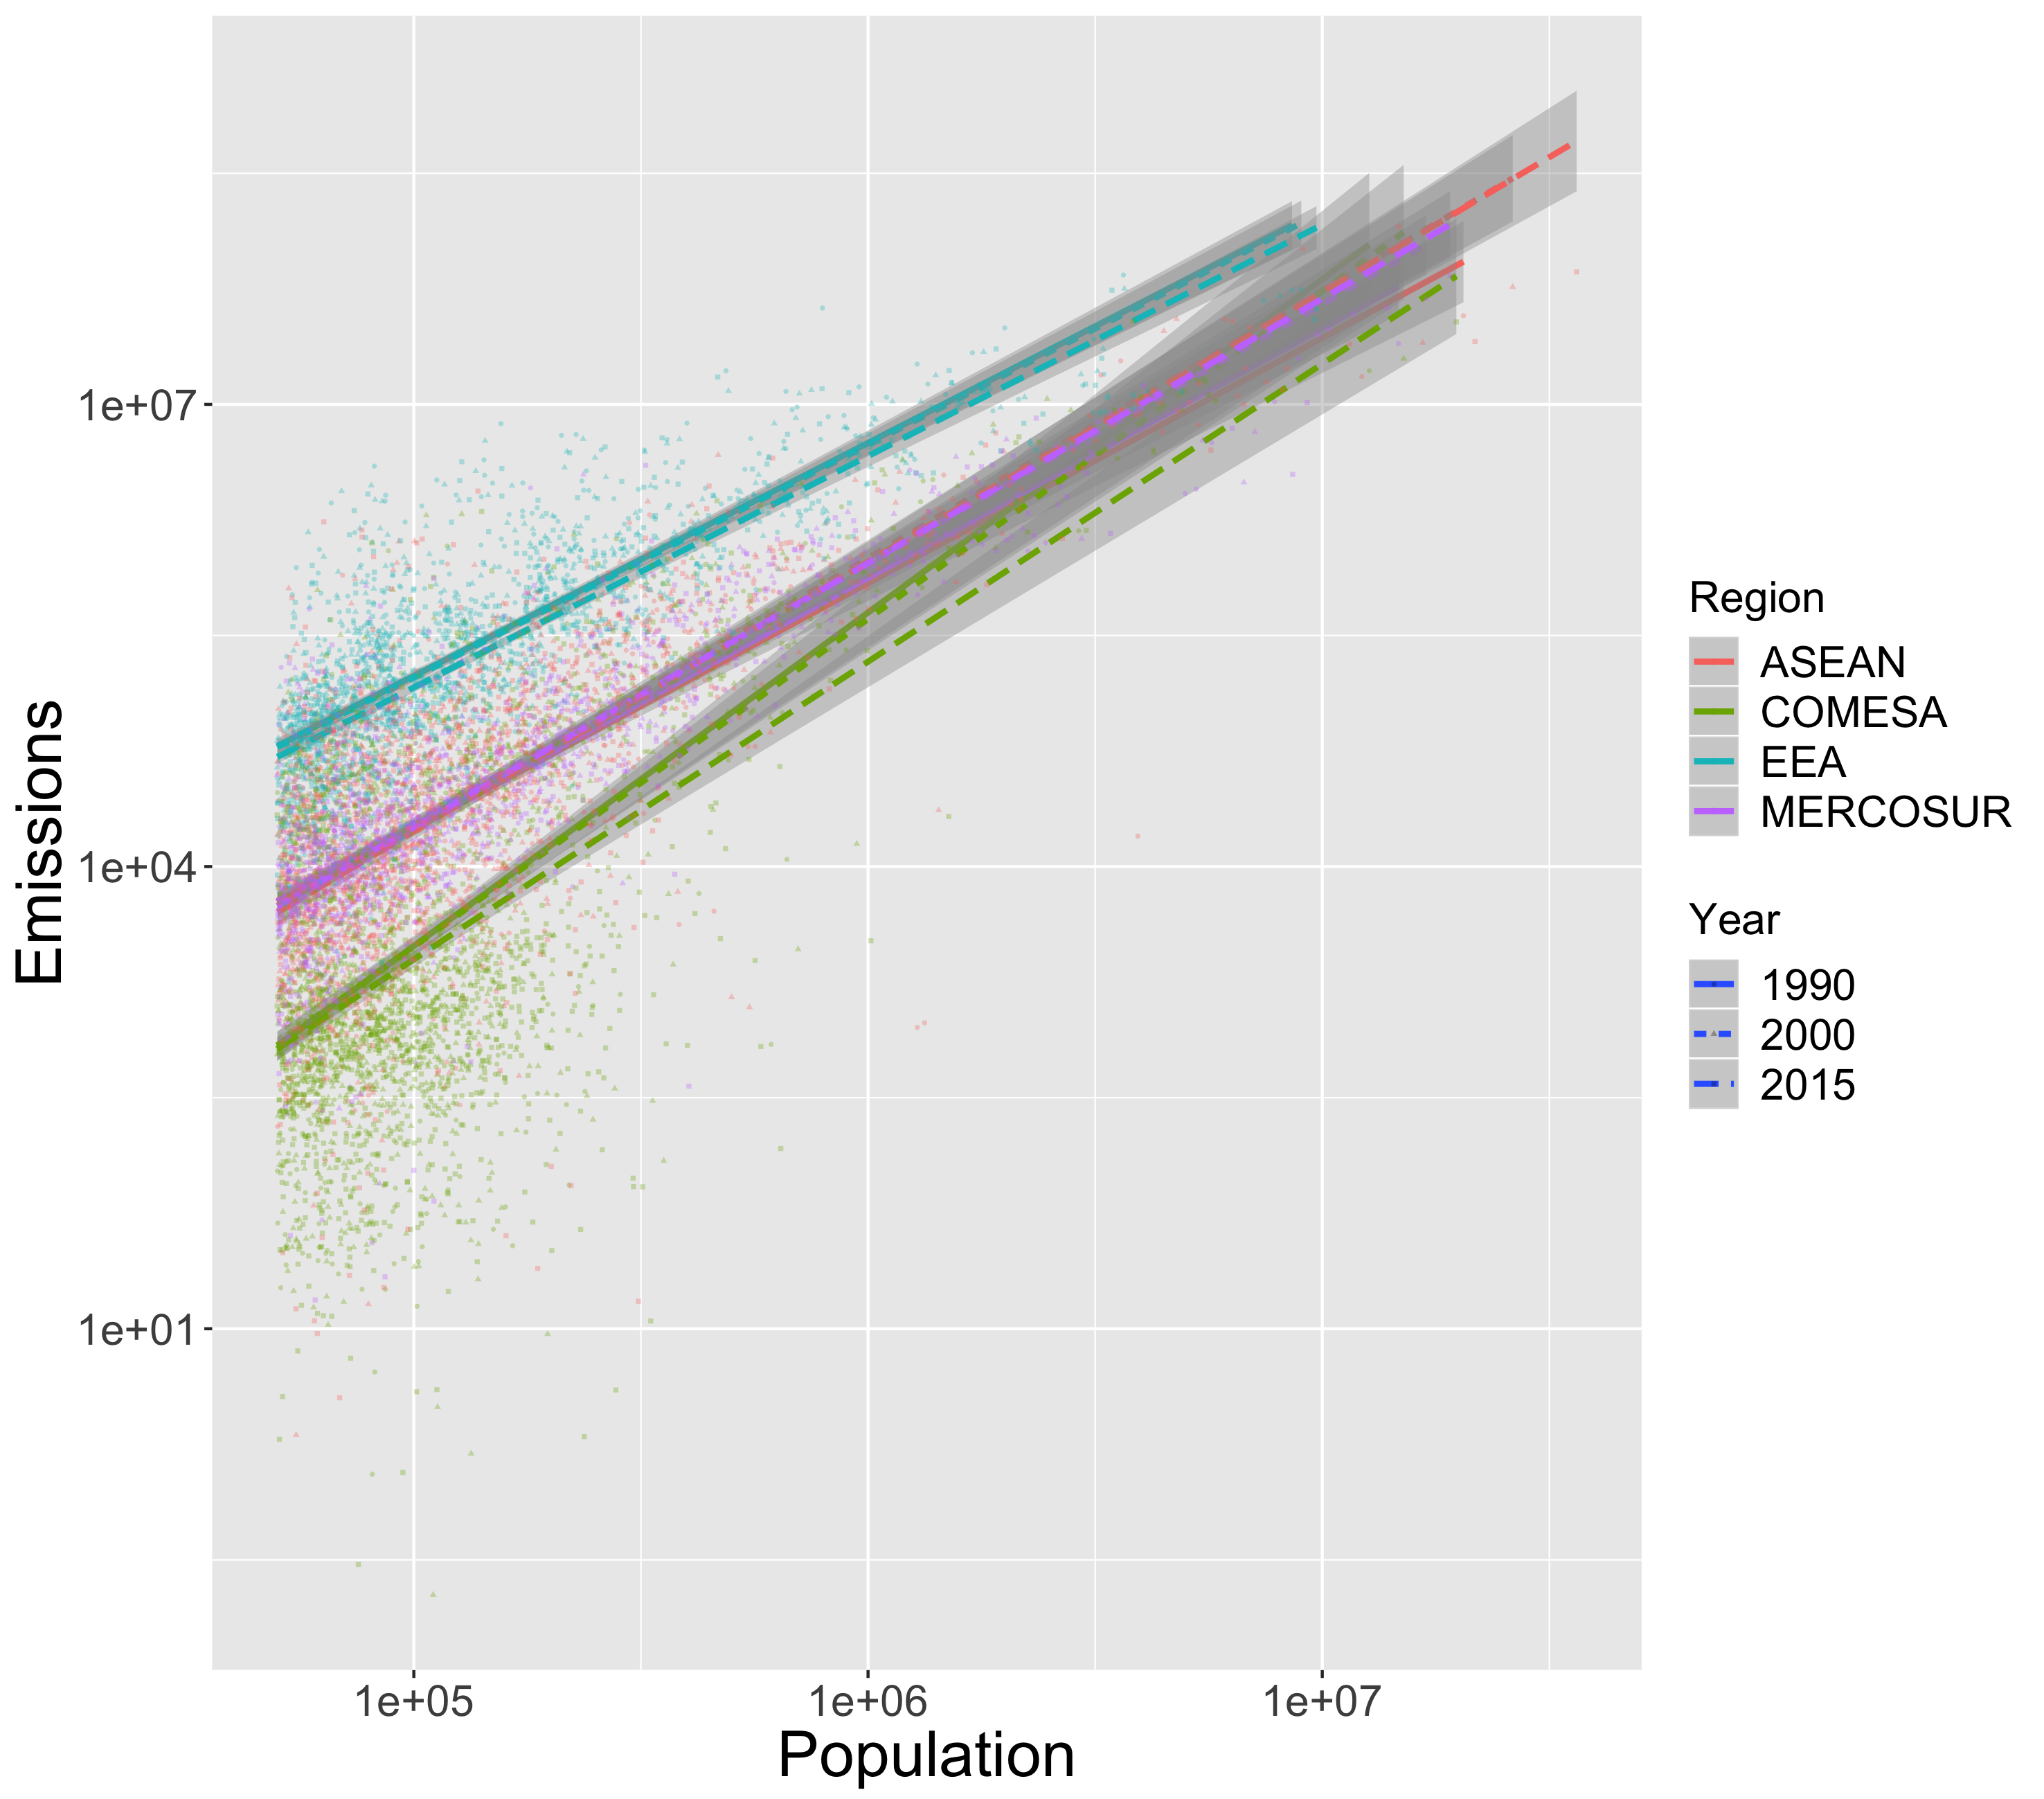 Emissions
1e+07
1e+04
1e+01
1e+05
1e+06
1e+07
Population
Region
ASEAN
COMESA
EEA
MERCOSUR
Year
1990
2000
2015